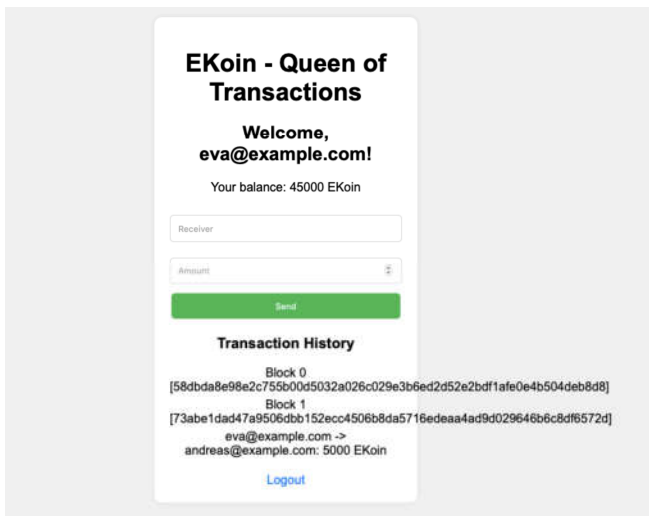 EKoin - Queen of
Transactions
Welcome,
eva@example.com!
Your balance: 45000 EKoin
Receiver
Amount
Send
Transaction History
Block 0
[58dbda8e98e2c755b00d5032a026c029e3b6ed2d52e2bdf1afe0e4b504deb8d8]
Block 1
[73abe1dad47a9506dbb152ecc4506b8da5716edeaa4ad9d029646b6c8df6572d]
eva@example.com ->
andreas@example.com: 5000 EKoin
Logout